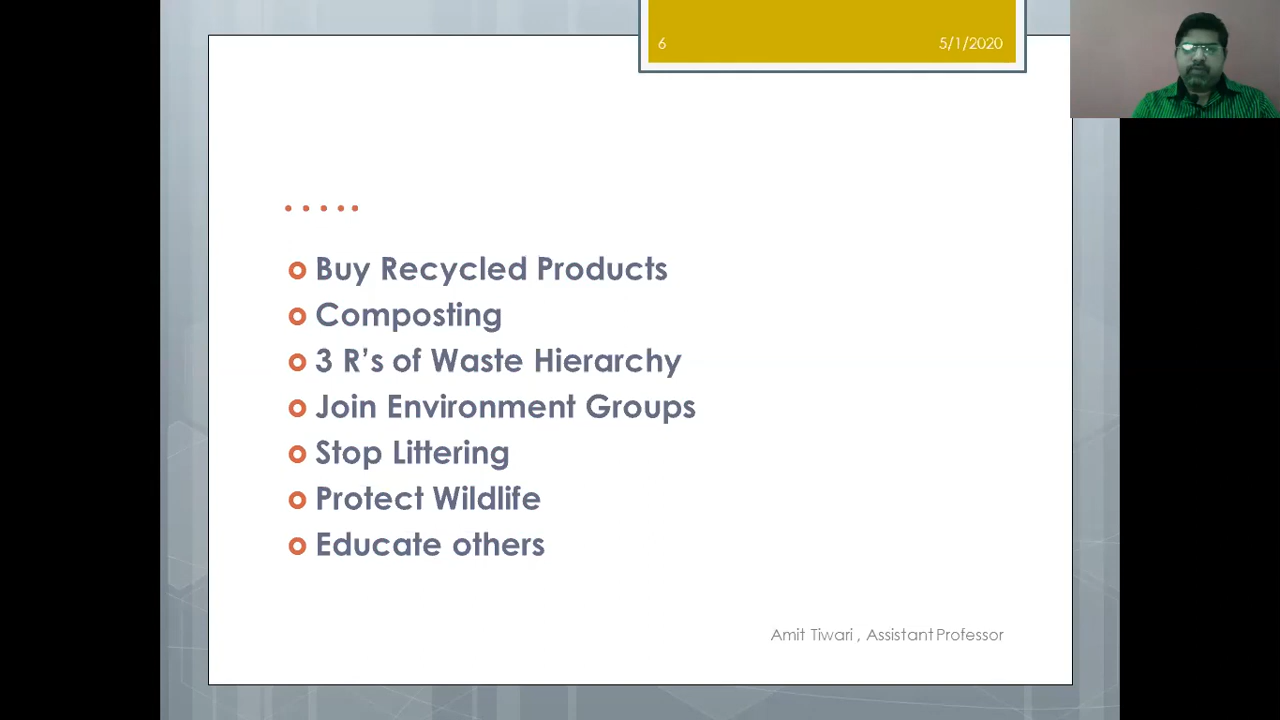 6 5/1/2020
.....
Buy Recycled Products
Composting
3 R’s of Waste Hierarchy
Join Environment Groups
Stop Littering
Protect Wildlife
Educate others
Amit Tiwari , Assistant Professor